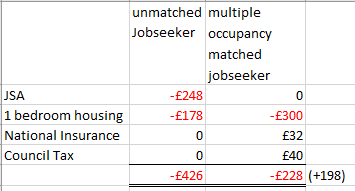 unmatched multiple
Jobseeker occupancy
matched
jobseeker
JSA -£248 0
1 bedroom housing -£178 -£300
National Insurance 0 £32
Council Tax 0 £40
-£426 -£228 (+198)